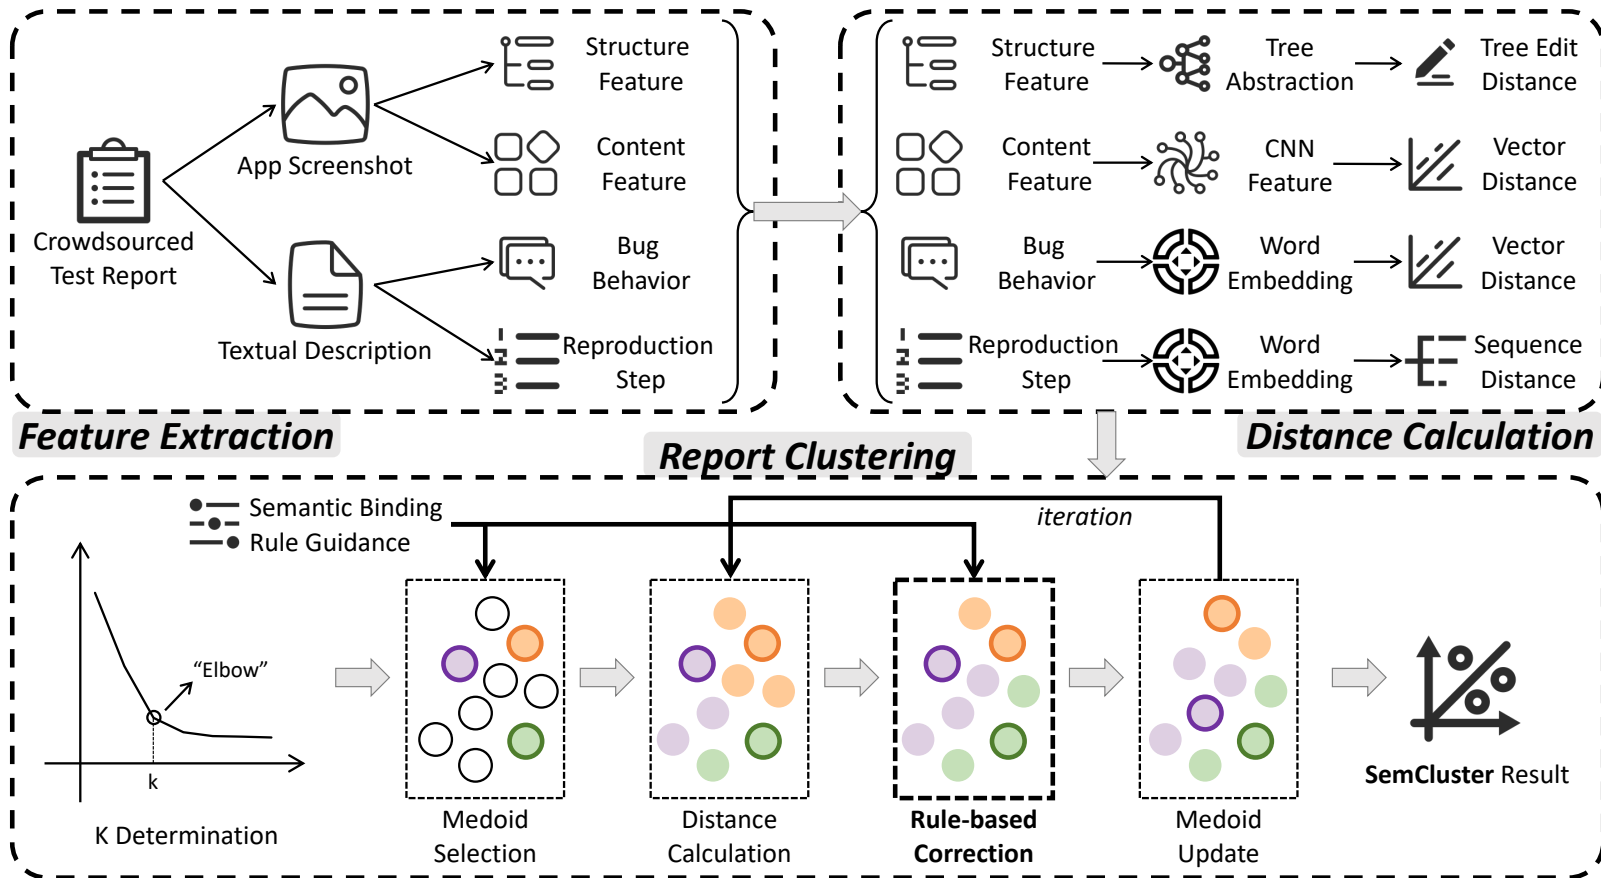 Crowdsourced
Test Report
App Screenshot
Textual Description
Structure
Feature
Content
Feature
Bug
Behavior
Reproduction
Step
Feature Extraction
Structure
Feature
Tree
Abstraction
Tree Edit
Distance
Content
Feature
CNN
Feature
Vector
Distance
Bug
Behavior
Word
Embedding
Vector
Distance
Reproduction
Step
Word
Embedding
Sequence
Distance
Distance Calculation
Report Clustering
Semantic Binding
Rule Guidance
iteration
“Elbow”
k
K Determination
Medoid
Selection
Distance
Calculation
Rule-based
Correction
Medoid
Update
SemCluster Result